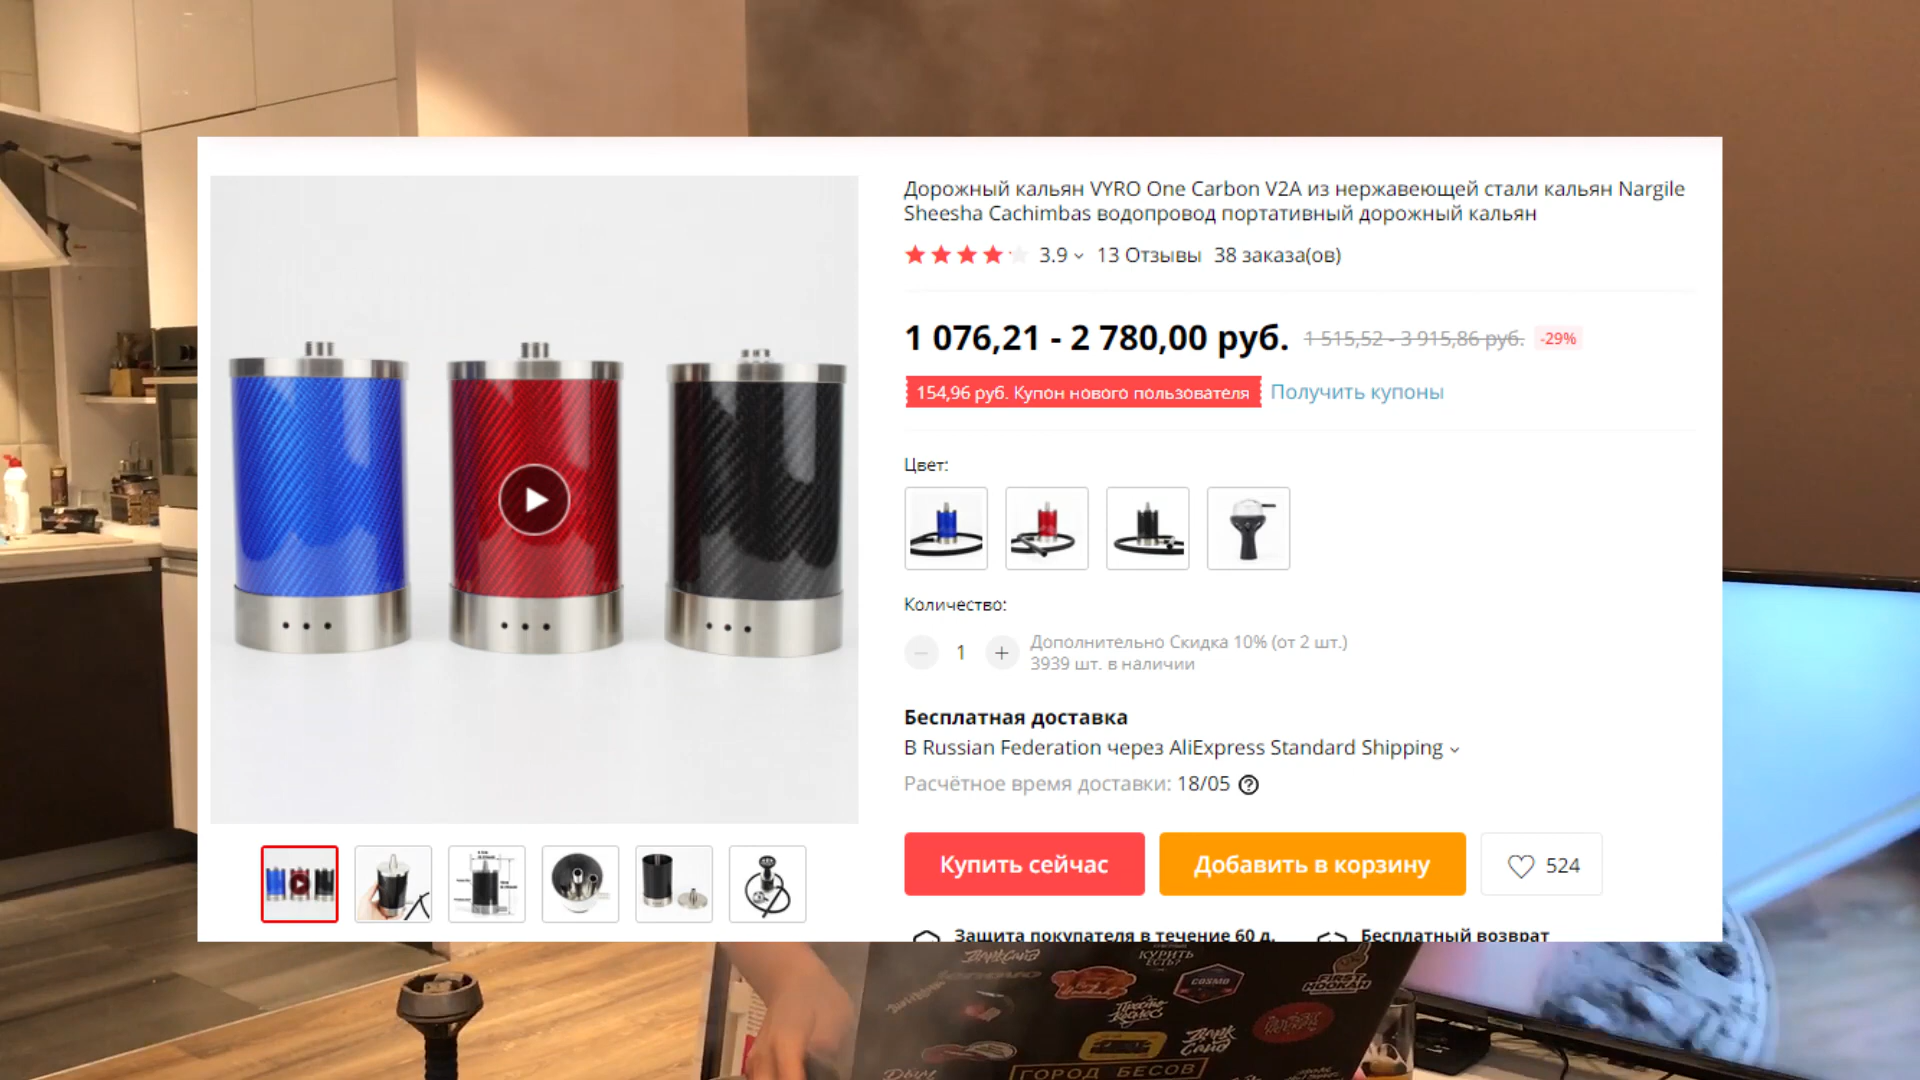 Дорожный кальян VYRO One Carbon V2A из нержавеющей стали кальян Nargile
Sheesha Cachimbas водопровод портативный дорожный кальян
3.9 13 Отзывы 38 заказа(ов)
1 076,21 - 2 780,00 руб. 1 515,52 - 3 915,86 руб. -29%
154,96 руб. Купон нового пользователя Получить купоны
Цвет:
Количество:
1
Дополнительно Скидка 10% (от 2 шт.)
3939 шт. в наличии
Бесплатная доставка
В Russian Federation через AliExpress Standard Shipping
Расчётное время доставки: 18/05
Купить сейчас Добавить в корзину 524
Защита покупателя в течение 60 д. Бесплатный возврат
КУРИТЬ
ЕСТЬ?
COSMO
FIRST
HOOKAH
ДАРК
САЙД
Дым
ГОРОД БЕСОВ